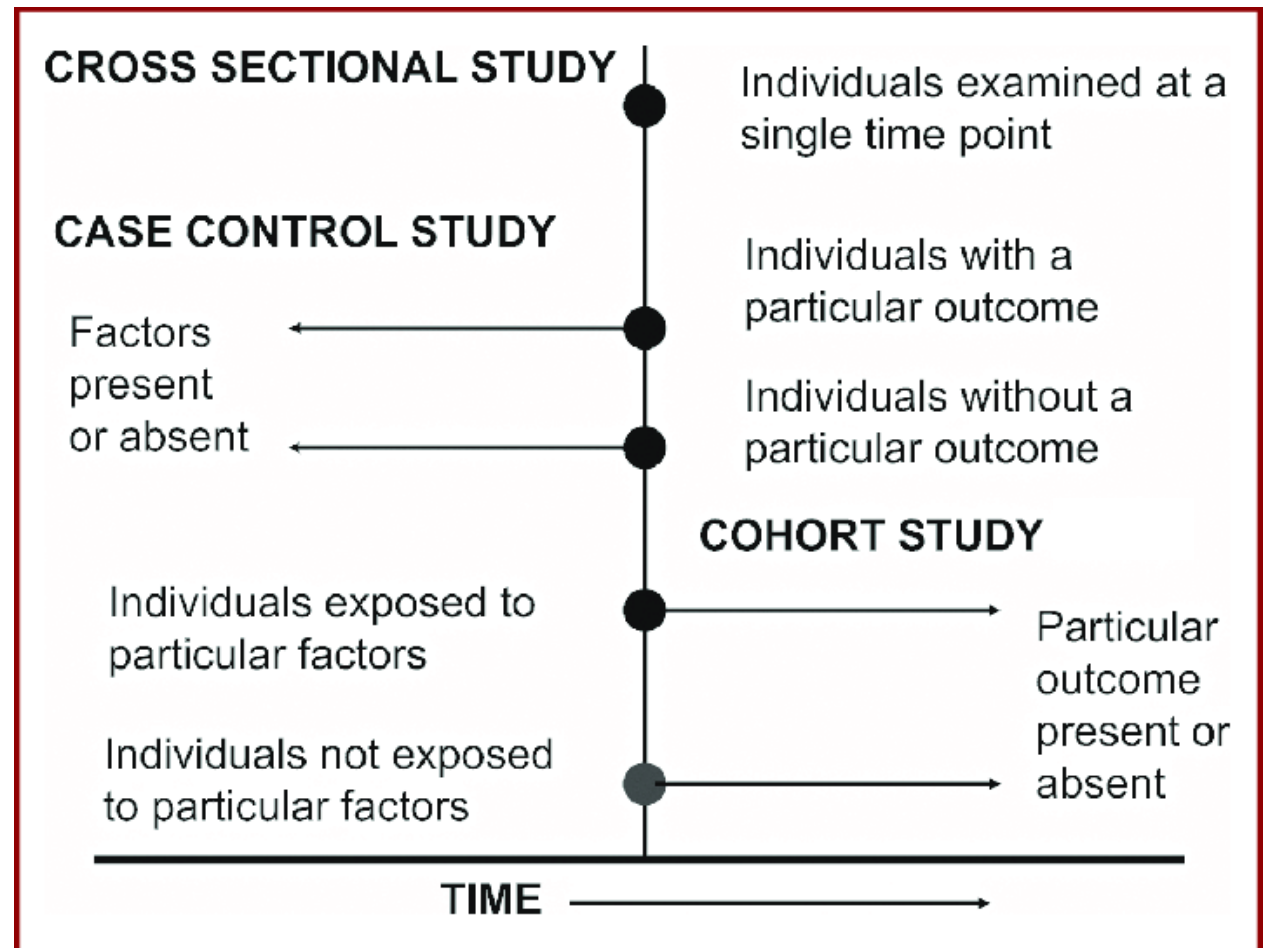 CROSS SECTIONAL STUDY
Individuals examined at a
single time point
CASE CONTROL STUDY
Individuals with a
particular outcome
Factors
present
or absent
Individuals without a
particular outcome
COHORT STUDY
Individuals exposed to
particular factors
Particular
outcome
present or
absent
Individuals not exposed
to particular factors
TIME